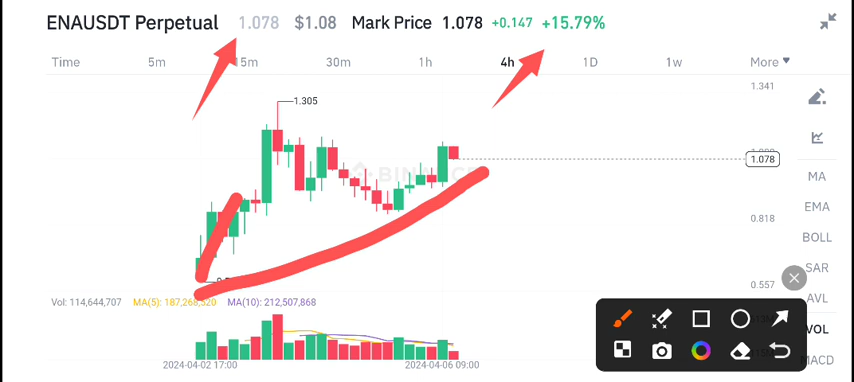 ENAUSDT Perpetual 1.078 $1.08 Mark Price 1.078 +0.147 +15.79%
Time 5m 15m 30m 1h 4h 1D 1w More
1.341
1.305
1.078
MA
EMA
0.818
BOLL
SAR
0.557
AVL
Vol: 114,644,707 MA(5): 187,268,520 MA(10): 212,507,868
VOL
MACD
2024-04-02 17:00 2024-04-06 09:00